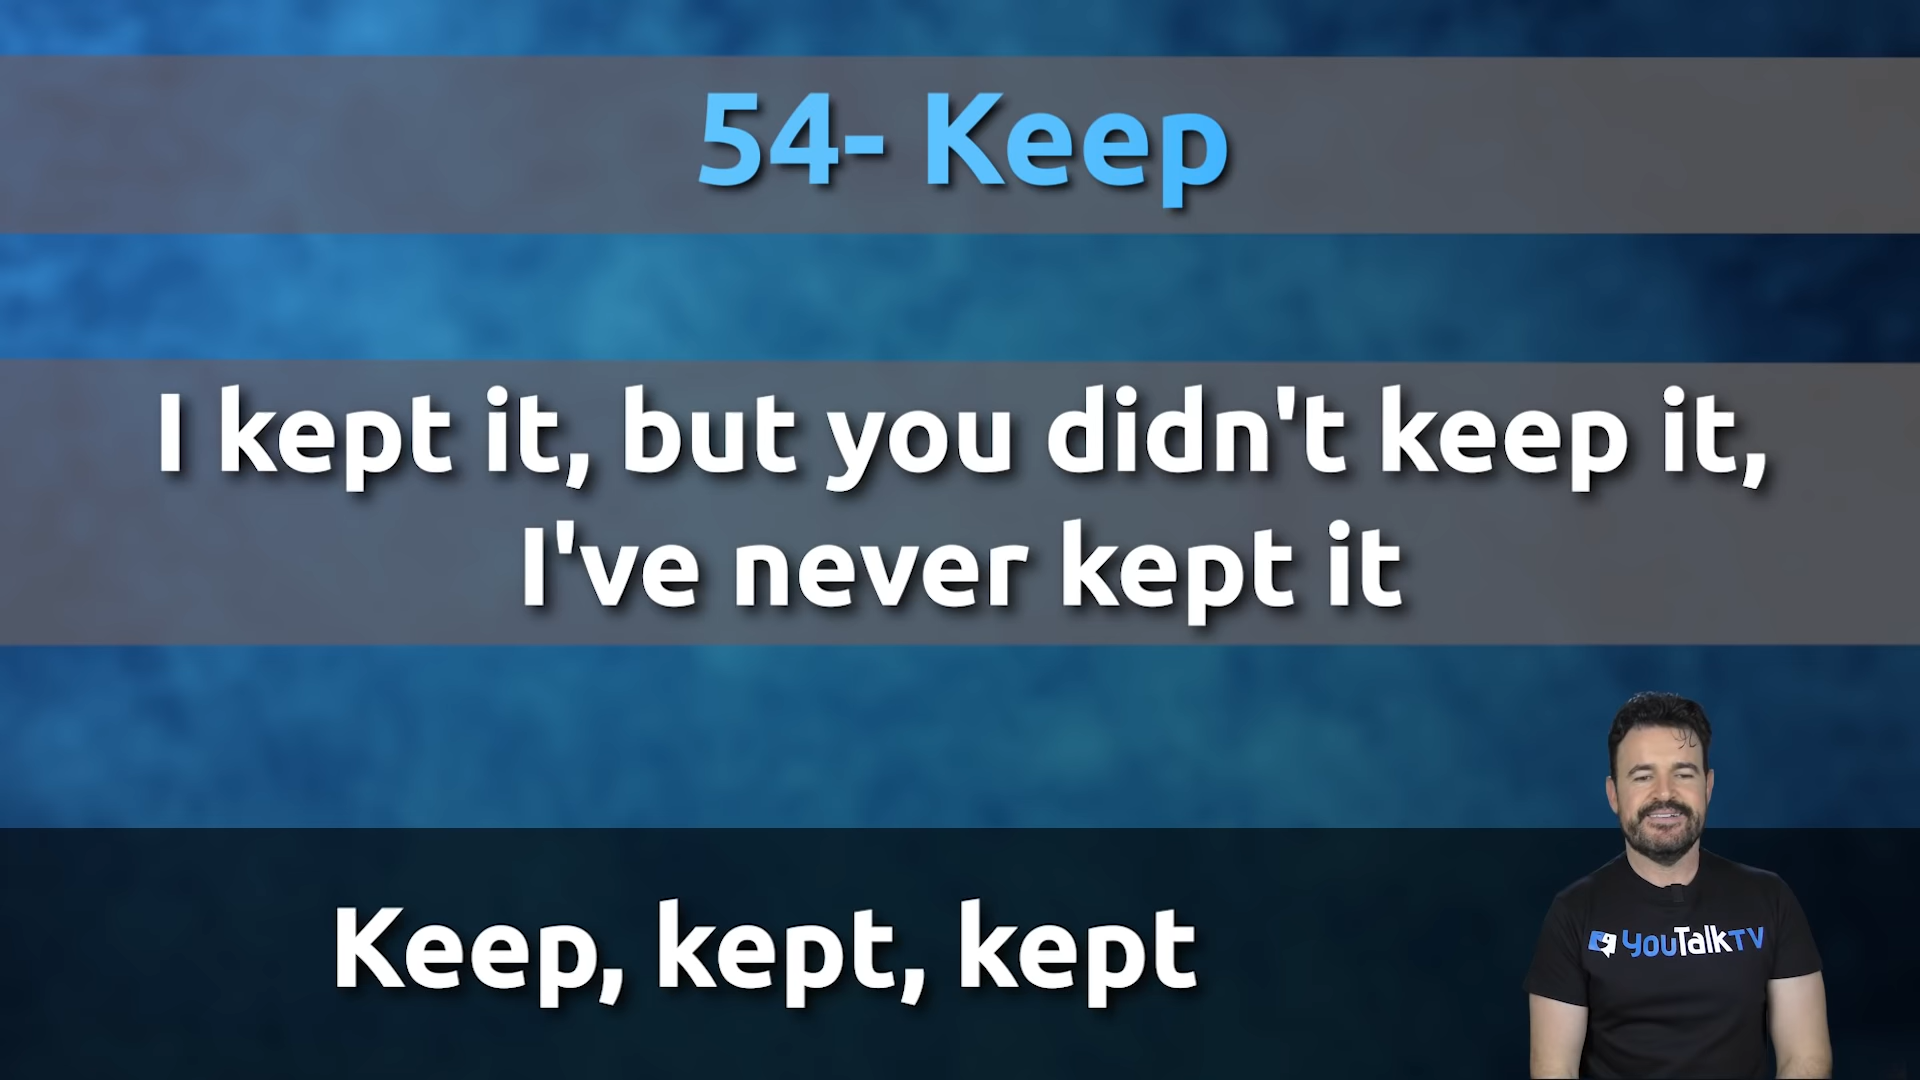 54- Keep
I kept it, but you didn't keep it,
I've never kept it
Keep, kept, kept
YouTalkTV